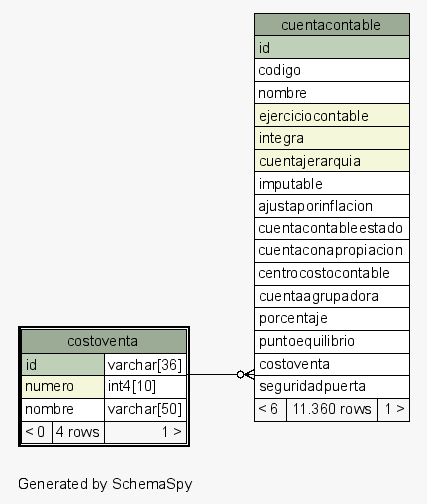 cuentacontable
id
codigo
nombre
ejerciciocontable
integra
cuentajerarquia
imputable
ajustaporinflacion
cuentacontableestado
cuentaconapropiacion
centrocostocontable
cuentaagrupadora
porcentaje
puntoequilibrio
costoventa
seguridadpuerta
< 6 11.360 rows 1 >
costoventa
id varchar[36]
numero int4[10]
nombre varchar[50]
< 0 4 rows 1 >
Generated by SchemaSpy